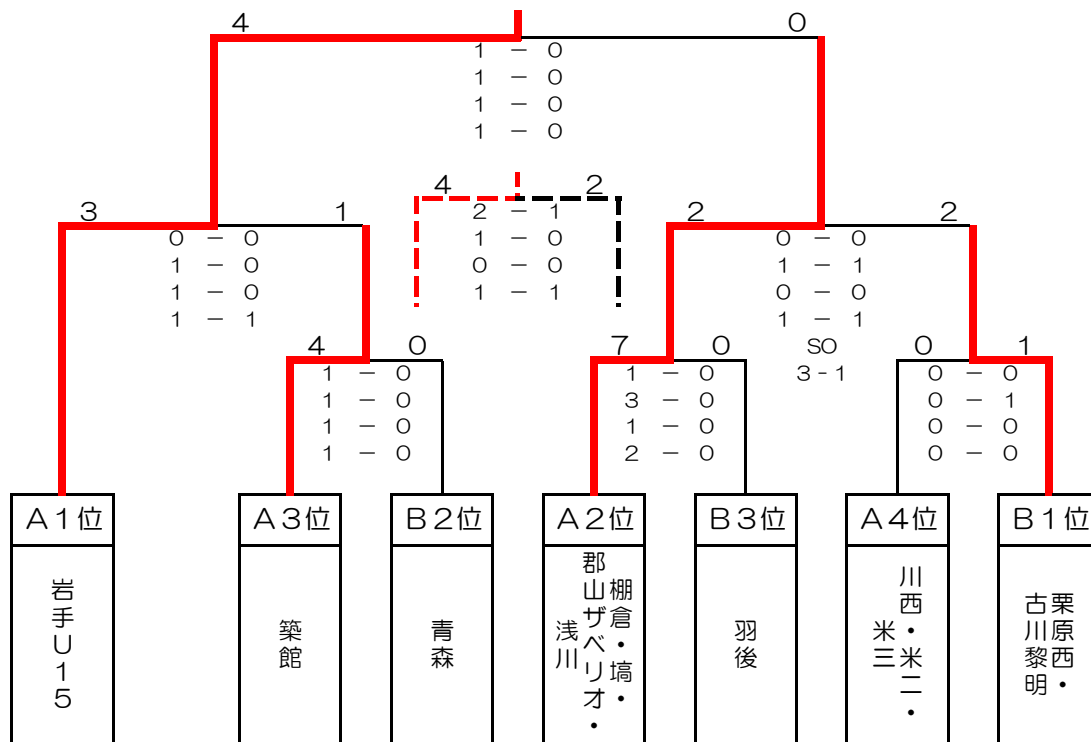 4 0
1 － 0
1 － 0
1 － 0
1 － 0
4 2
2 － 1
1 － 0
0 － 0
1 － 1
3 1
0 － 0
1 － 0
1 － 0
1 － 1
2 2
0 － 0
1 － 1
0 － 0
1 － 1
SO
3-1
4 0
1 － 0
1 － 0
1 － 0
1 － 0
7 0
1 － 0
3 － 0
1 － 0
2 － 0
0 1
0 － 0
0 － 1
0 － 0
0 － 0
A1位
A3位
B2位
A2位
B3位
A4位
B1位
岩手U15
築館
青森
棚倉・塙・
郡山ザベリオ・
浅川
羽後
川西・米二・
米三
栗原西・
古川黎明